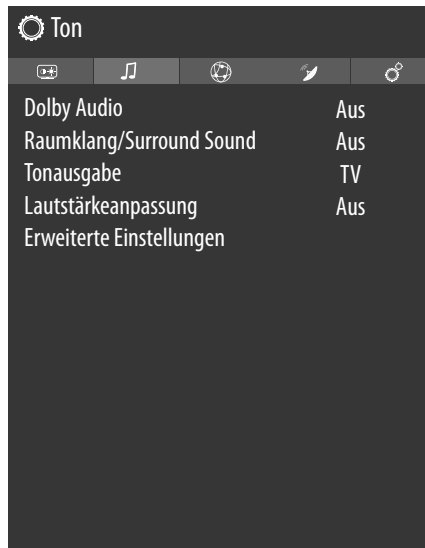 Ton
Dolby Audio Aus
Raumklang/Surround Sound Aus
Tonausgabe TV
Lautstärkeanpassung Aus
Erweiterte Einstellungen